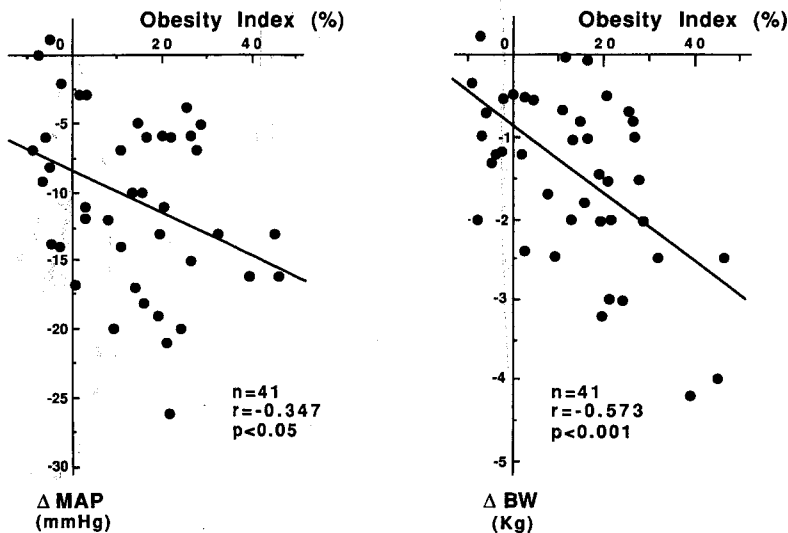 Obesity Index (%)
0 20 40
-5
-10
-15
-20
-25
-30
n=41
r=-0.347
p<0.05
Δ MAP
(mmHg)
Obesity Index (%)
0 20 40
-1
-2
-3
-4
-5
n=41
r=-0.573
p<0.001
Δ BW
(Kg)